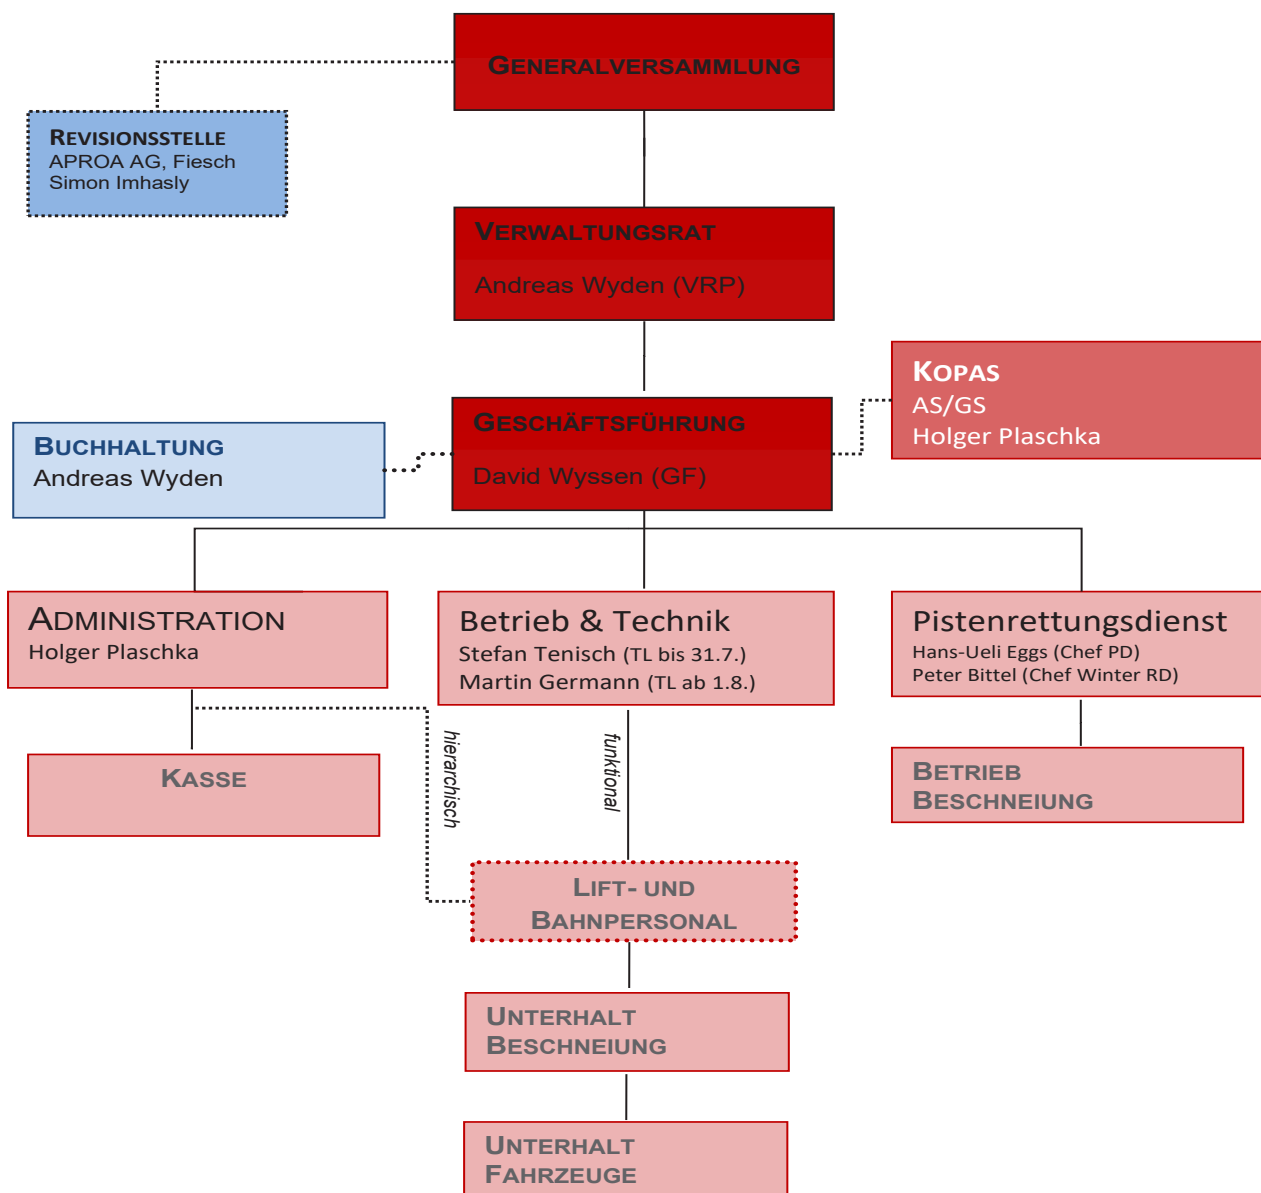 GENERALVERSAMMLUNG
REVISIONSSTELLE
APROA AG, Fiesch
Simon Imhasly
VERWALTUNGSRAT
Andreas Wyden (VRP)
KOPAS
AS/GS
Holger Plaschka
GESCHÄFTSFÜHRUNG
David Wyssen (GF)
BUCHHALTUNG
Andreas Wyden
ADMINISTRATION
Holger Plaschka
Betrieb & Technik
Stefan Tenisch (TL bis 31.7.)
Martin Germann (TL ab 1.8.)
Pistenrettungsdienst
Hans-Ueli Eggs (Chef PD)
Peter Bittel (Chef Winter RD)
hierarchisch
funktional
KASSE
BETRIEB
BESCHNEIUNG
LIFT- UND
BAHNPERSONAL
UNTERHALT
BESCHNEIUNG
UNTERHALT
FAHRZEUGE